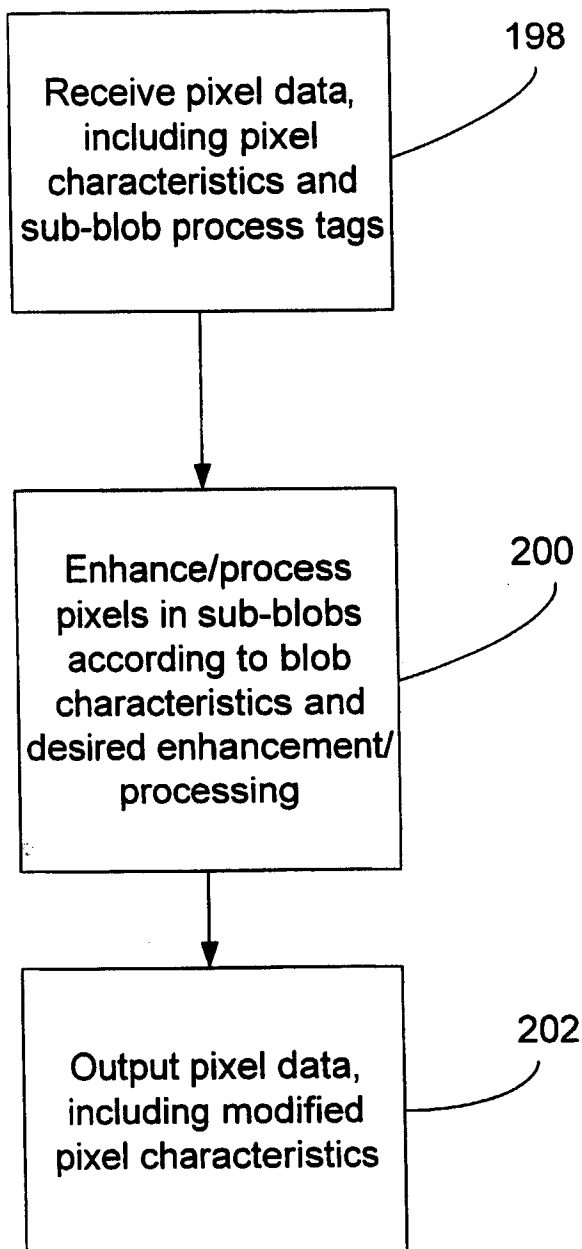 198
Receive pixel data,
including pixel
characteristics and
sub-blob process tags
200
Enhance/process
pixels in sub-blobs
according to blob
characteristics and
desired enhancement/
processing
202
Output pixel data,
including modified
pixel characteristics